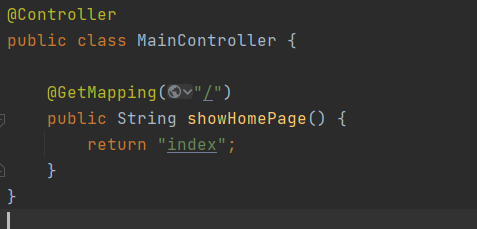 @Controller
public class MainController {
@GetMapping("/")
public String showHomePage() {
return "index";
}
}